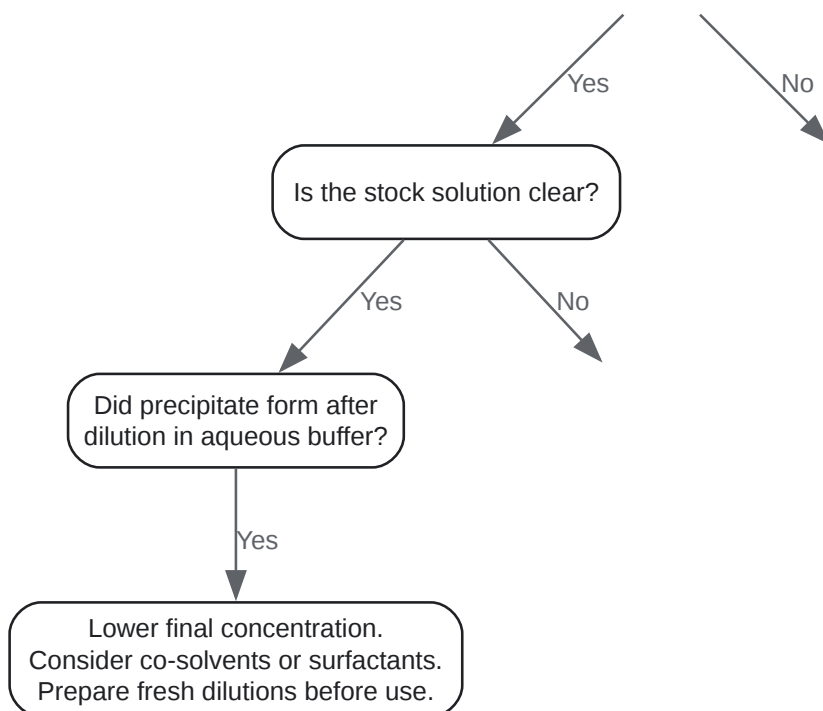 Yes
No
Is the stock solution clear?
Yes
No
Did precipitate form after
dilution in aqueous buffer?
Yes
Lower final concentration.
Consider co-solvents or surfactants.
Prepare fresh dilutions before use.